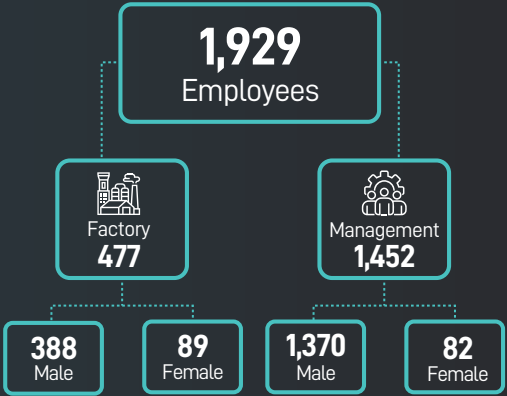 1,929
Employees
Factory
477
Management
1,452
388
Male
89
Female
1,370
Male
82
Female